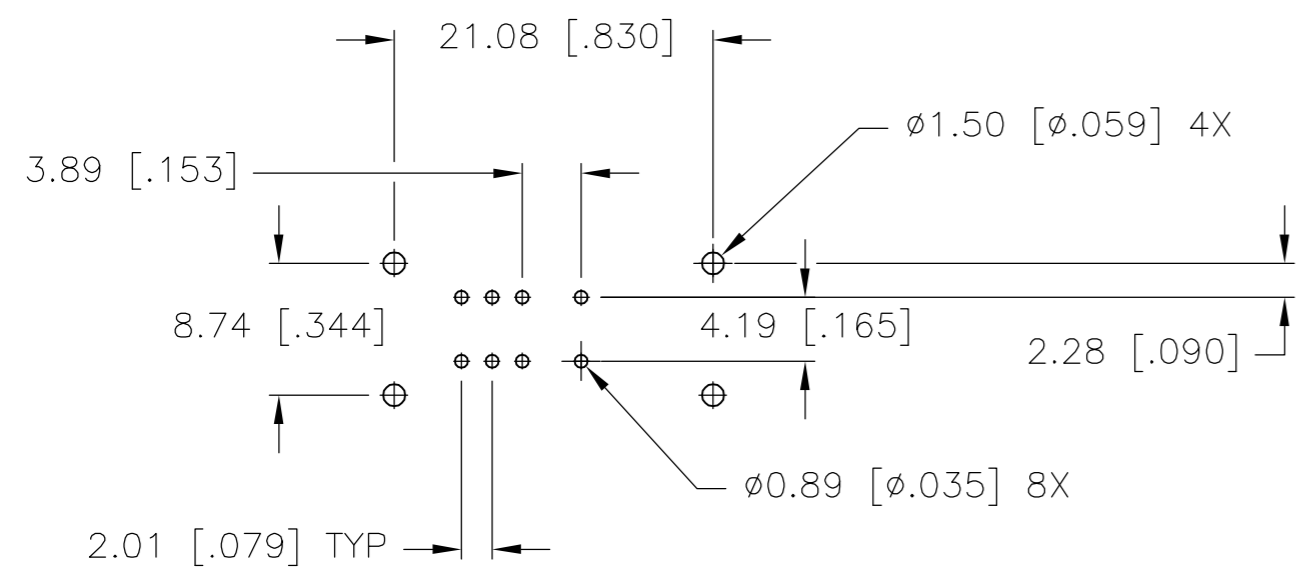 21.08 [.830]
ø1.50 [ø.059] 4X
3.89 [.153]
8.74 [.344]
4.19 [.165]
2.28 [.090]
ø0.89 [ø.035] 8X
2.01 [.079] TYP